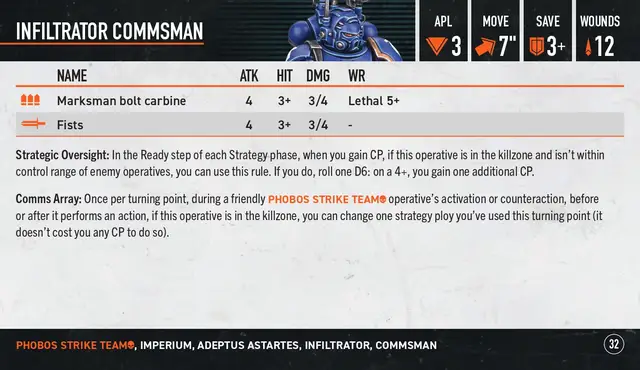 INFILTRATOR COMMSMAN
APL
3
MOVE
7"
SAVE
3+
WOUNDS
12
NAME ATK HIT DMG WR
Marksman bolt carbine 4 3+ 3/4 Lethal 5+
Fists 4 3+ 3/4 -
Strategic Oversight: In the Ready step of each Strategy phase, when you gain CP, if this operative is in the killzone and isn't within
control range of enemy operatives, you can use this rule. If you do, roll one D6: on a 4+, you gain one additional CP.
Comms Array: Once per turning point, during a friendly PHOBOS STRIKE TEAM operative's activation or counteraction, before
or after it performs an action, if this operative is in the killzone, you can change one strategy ploy you've used this turning point (it
doesn't cost you any CP to do so).
PHOBOS STRIKE TEAM, IMPERIUM, ADEPTUS ASTARTES, INFILTRATOR, COMMSMAN
32